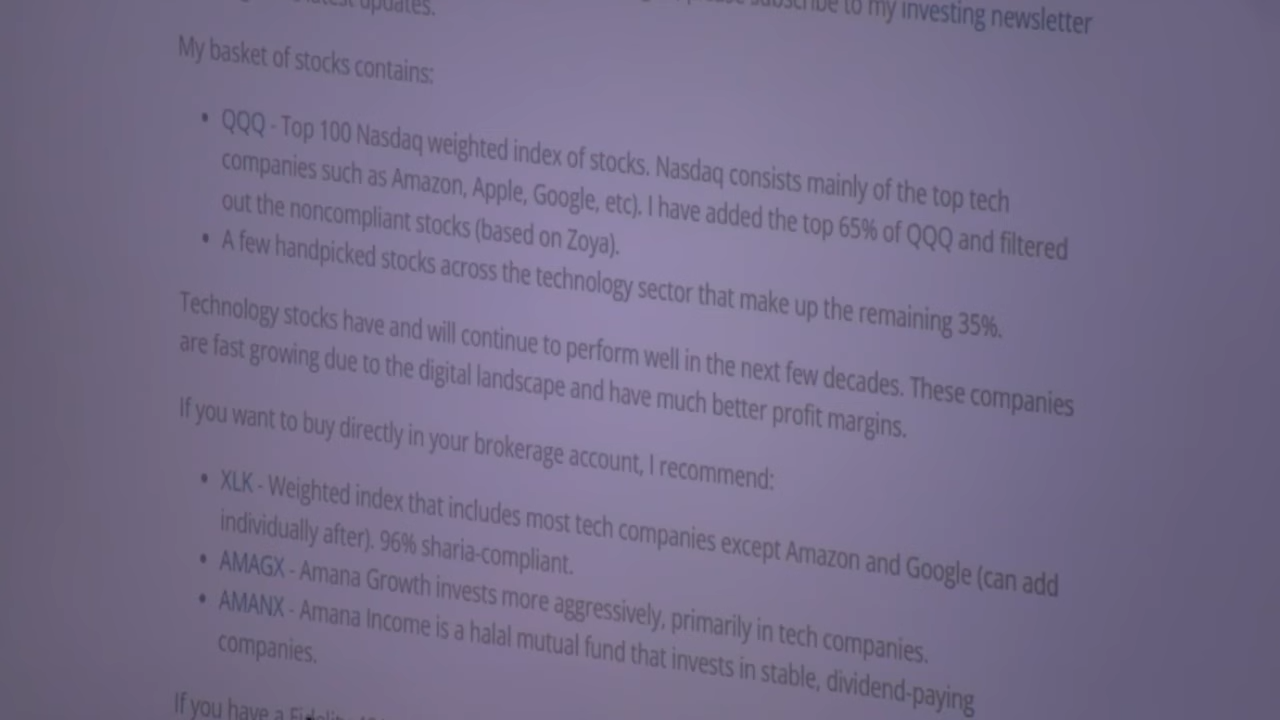 latest updates. subscribe to my investing newsletter
My basket of stocks contains:
• QQQ - Top 100 Nasdaq weighted index of stocks. Nasdaq consists mainly of the top tech
companies such as Amazon, Apple, Google, etc). I have added the top 65% of QQQ and filtered
out the noncompliant stocks (based on Zoya).
• A few handpicked stocks across the technology sector that make up the remaining 35%.
Technology stocks have and will continue to perform well in the next few decades. These companies
are fast growing due to the digital landscape and have much better profit margins.
If you want to buy directly in your brokerage account, I recommend:
• XLK - Weighted index that includes most tech companies except Amazon and Google (can add
individually after). 96% sharia-compliant.
• AMAGX - Amana Growth invests more aggressively, primarily in tech companies.
• AMANX - Amana Income is a halal mutual fund that invests in stable, dividend-paying
companies.
If you have a